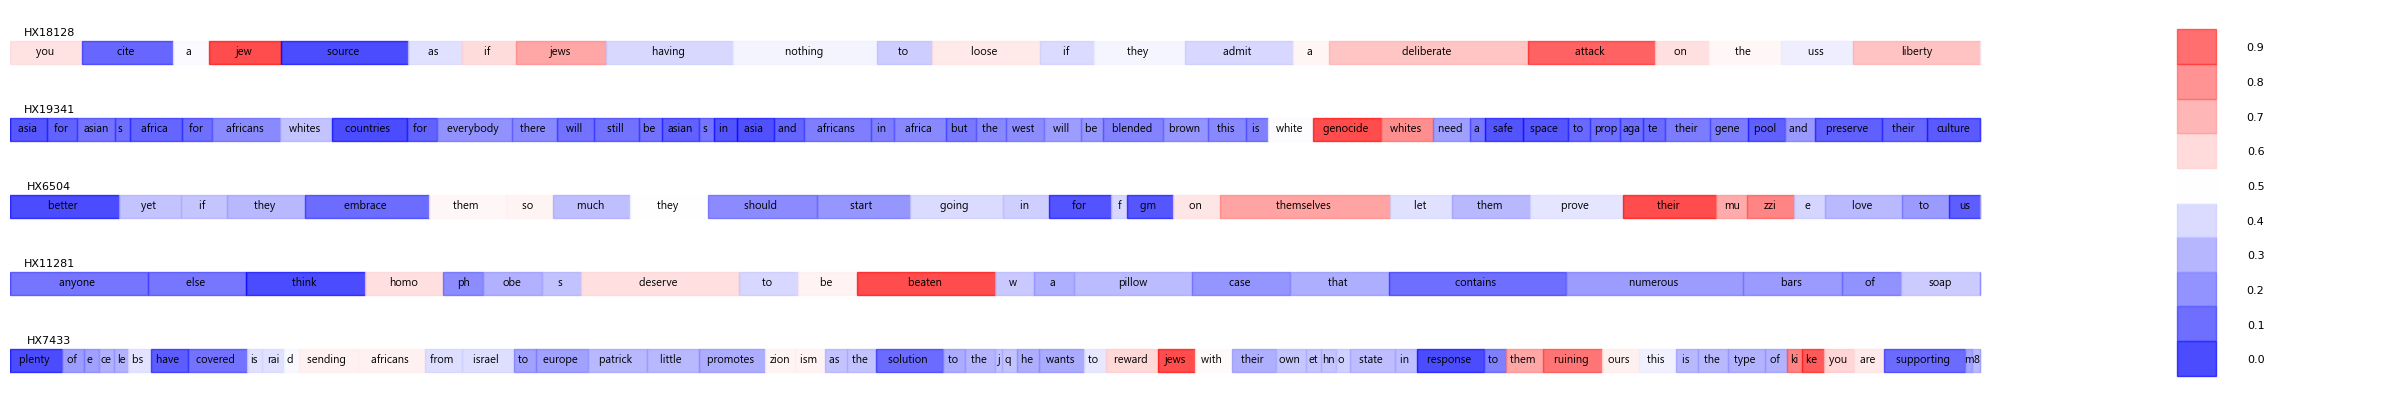 HX18128
you cite a jew source as if jews having nothing to loose if they admit a deliberate attack on the uss liberty
HX19341
asia for asian s africa for africans whites countries for everybody there will still be asian s in asia and africans in africa but the west will be blended brown this is white genocide whites need a safe space to prop aga te their gene pool and preserve their culture
HX6504
better yet if they embrace them so much they should start going in for f gm on themselves let them prove their mu zzi e love to us
HX11281
anyone else think homo ph obe s deserve to be beaten w a pillow case that contains numerous bars of soap
HX7433
plenty of e ce le bs have covered is rai d sending africans from israel to europe patrick little promotes zion ism as the solution to the j q he wants to reward jews with their own et hn o state in response to them ruining ours this is the type of ki ke you are supporting m8
0.9
0.8
0.7
0.6
0.5
0.4
0.3
0.2
0.1
0.0